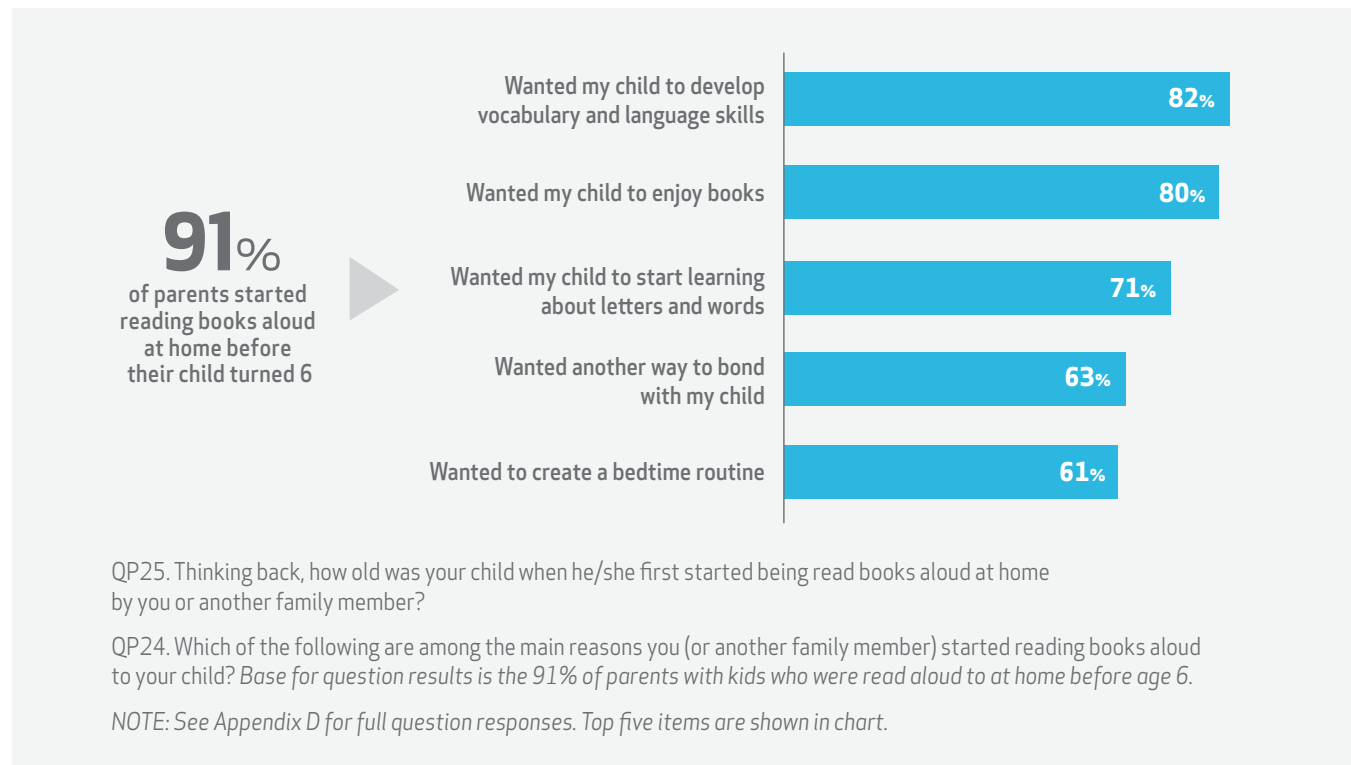 91%
of parents started
reading books aloud
at home before
their child turned 6
Wanted my child to develop
vocabulary and language skills
82%
Wanted my child to enjoy books
80%
Wanted my child to start learning
about letters and words
71%
Wanted another way to bond
with my child
63%
Wanted to create a bedtime routine
61%
QP25. Thinking back, how old was your child when he/she first started being read books aloud at home
by you or another family member?
QP24. Which of the following are among the main reasons you (or another family member) started reading books aloud
to your child? Base for question results is the 91% of parents with kids who were read aloud to at home before age 6.
NOTE: See Appendix D for full question responses. Top five items are shown in chart.